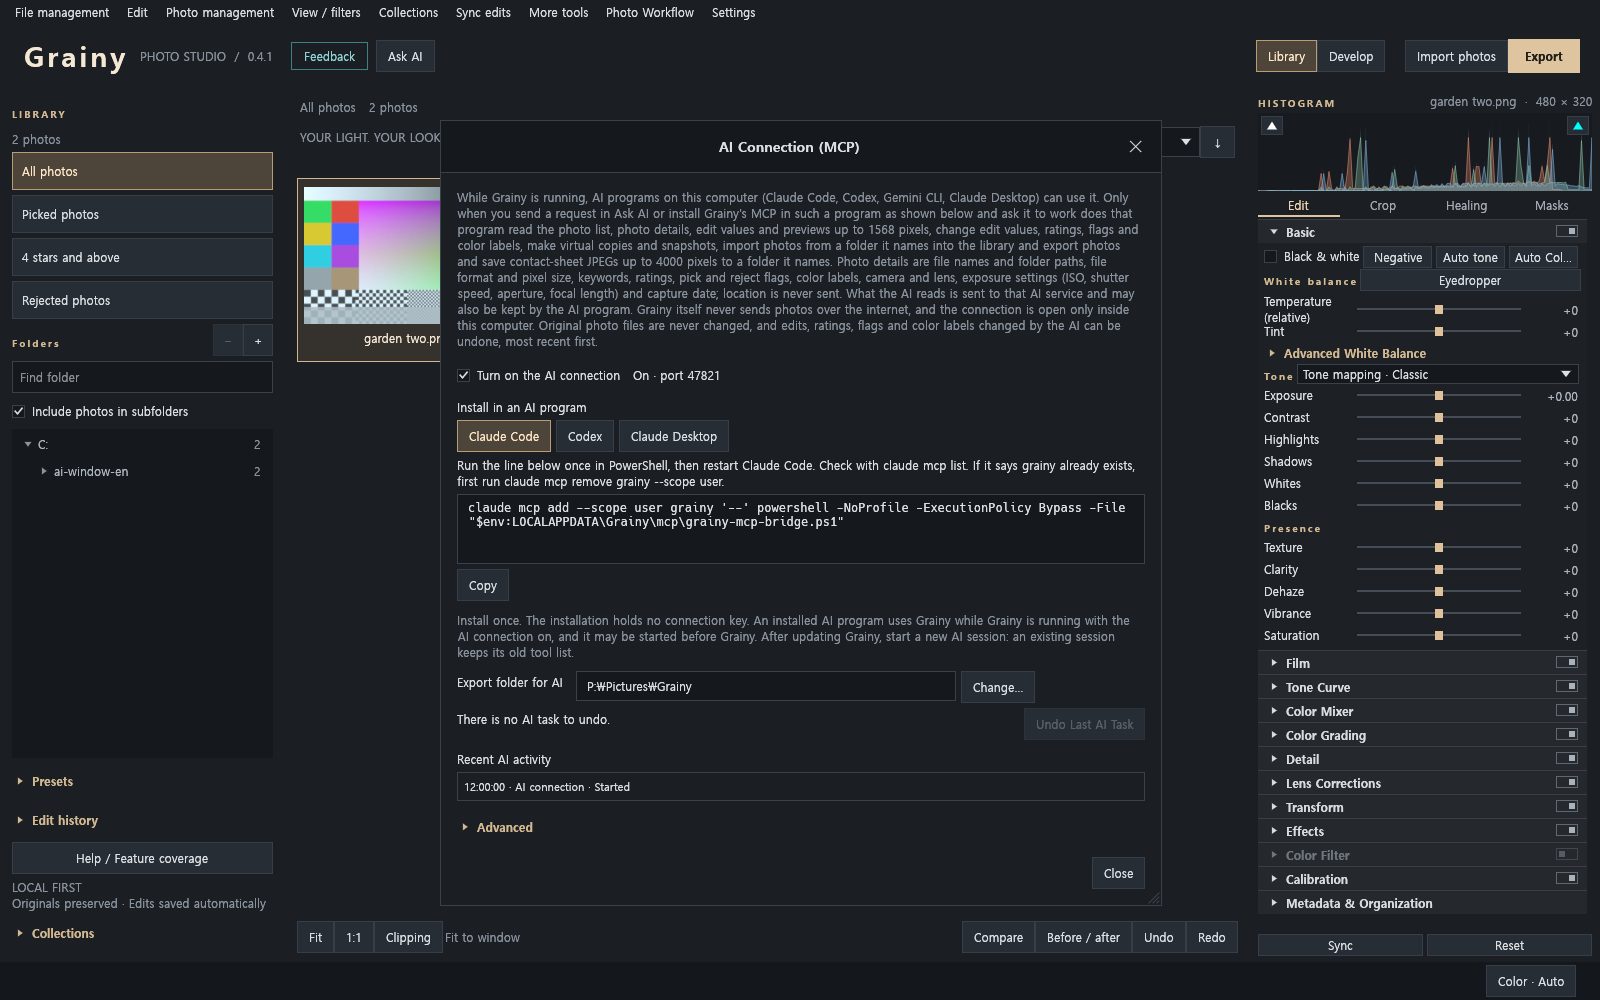 File management Edit Photo management View / filters Collections Sync edits More tools Photo Workflow Settings
Grainy PHOTO STUDIO / 0.4.1 Feedback Ask AI Library Develop Import photos Export
LIBRARY
2 photos
All photos
Picked photos
4 stars and above
Rejected photos
Folders − +
Find folder
Include photos in subfolders
C: 2
ai-window-en 2
Presets
Edit history
Help / Feature coverage
LOCAL FIRST
Originals preserved · Edits saved automatically
Collections
All photos 2 photos
YOUR LIGHT. YOUR LOOK
↓
garden two.pn
AI Connection (MCP)
While Grainy is running, AI programs on this computer (Claude Code, Codex, Gemini CLI, Claude Desktop) can use it. Only
when you send a request in Ask AI or install Grainy's MCP in such a program as shown below and ask it to work does that
program read the photo list, photo details, edit values and previews up to 1568 pixels, change edit values, ratings, flags and
color labels, make virtual copies and snapshots, import photos from a folder it names into the library and export photos
and save contact-sheet JPEGs up to 4000 pixels to a folder it names. Photo details are file names and folder paths, file
format and pixel size, keywords, ratings, pick and reject flags, color labels, camera and lens, exposure settings (ISO, shutter
speed, aperture, focal length) and capture date; location is never sent. What the AI reads is sent to that AI service and may
also be kept by the AI program. Grainy itself never sends photos over the internet, and the connection is open only inside
this computer. Original photo files are never changed, and edits, ratings, flags and color labels changed by the AI can be
undone, most recent first.
Turn on the AI connection On · port 47821
Install in an AI program
Claude Code Codex Claude Desktop
Run the line below once in PowerShell, then restart Claude Code. Check with claude mcp list. If it says grainy already exists,
first run claude mcp remove grainy --scope user.
claude mcp add --scope user grainy '--' powershell -NoProfile -ExecutionPolicy Bypass -File
"$env:LOCALAPPDATA\Grainy\mcp\grainy-mcp-bridge.ps1"
Copy
Install once. The installation holds no connection key. An installed AI program uses Grainy while Grainy is running with the
AI connection on, and it may be started before Grainy. After updating Grainy, start a new AI session: an existing session
keeps its old tool list.
Export folder for AI P:₩Pictures₩Grainy Change...
There is no AI task to undo. Undo Last AI Task
Recent AI activity
12:00:00 · AI connection · Started
Advanced
Close
Fit 1:1 Clipping Fit to window Compare Before / after Undo Redo
HISTOGRAM garden two.png · 480 × 320
Edit Crop Healing Masks
Basic
Black & white Negative Auto tone Auto Col...
White balance Eyedropper
Temperature
(relative) +0
Tint +0
Advanced White Balance
Tone Tone mapping · Classic
Exposure +0.00
Contrast +0
Highlights +0
Shadows +0
Whites +0
Blacks +0
Presence
Texture +0
Clarity +0
Dehaze +0
Vibrance +0
Saturation +0
Film
Tone Curve
Color Mixer
Color Grading
Detail
Lens Corrections
Transform
Effects
Color Filter
Calibration
Metadata & Organization
Sync Reset
Color · Auto